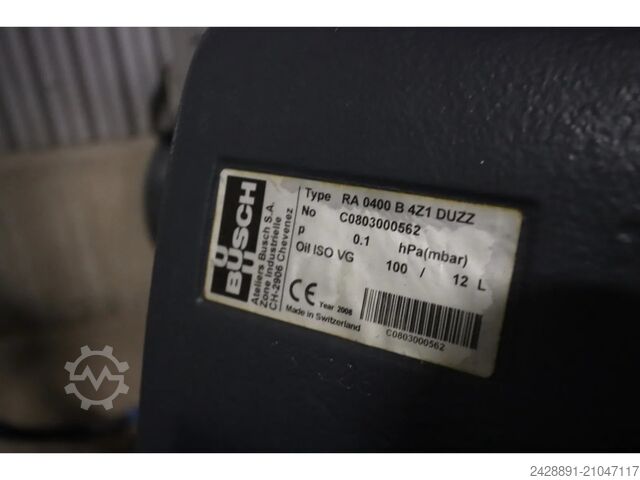 BUSCH
Ateliers Busch S.A.
Zone Industrielle
CH-2906 Chevenez
Type RA 0400 B 4Z1 DUZZ
No C0803000562
p 0.1 hPa(mbar)
Oil ISO VG 100 / 12 L
CE Year 2008
Made in Switzerland
C0803000562
2428891-21047117